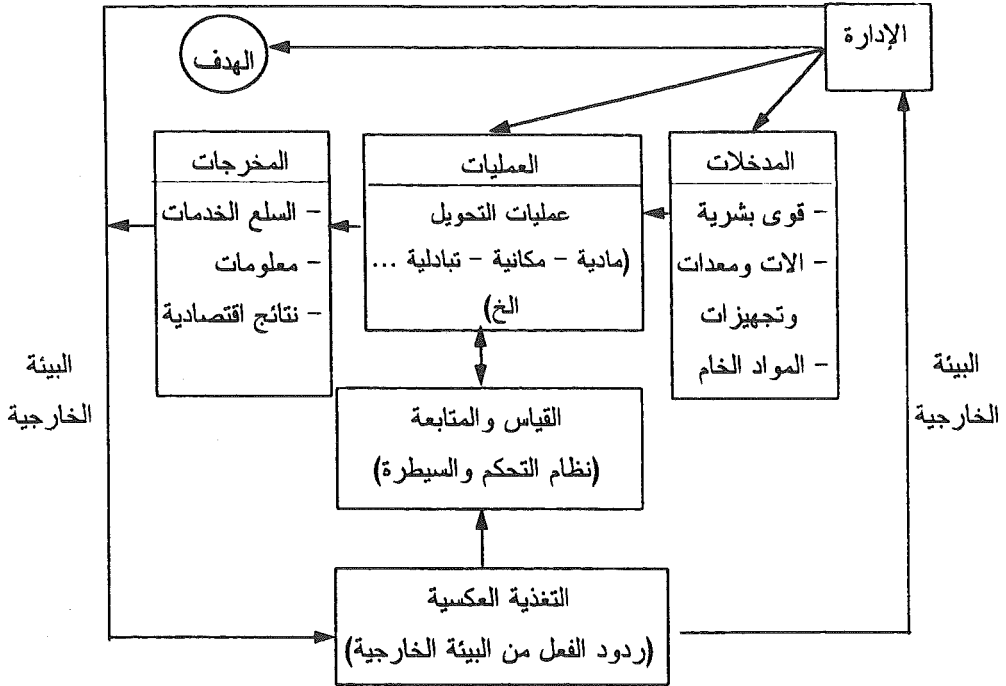 الإدارة
الهدف
المدخلات
- قوى بشرية
- الات ومعدات
وتجهيزات
- المواد الخام
العمليات
عمليات التحويل
(مادية - مكانية - تبادلية ...
الخ)
المخرجات
- السلع الخدمات
- معلومات
- نتائج اقتصادية
البيئة
الخارجية
البيئة
الخارجية
القياس والمتابعة
(نظام التحكم والسيطرة)
التغذية العكسية
(ردود الفعل من البيئة الخارجية)